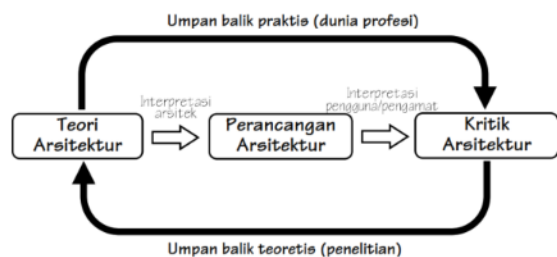 Umpan balik praktis (dunia profesi)
Interpretasi
arsitek
Interpretasi
pengguna/pengamat
Teori
Arsitektur
Perancangan
Arsitektur
Kritik
Arsitektur
Umpan balik teoretis (penelitian)